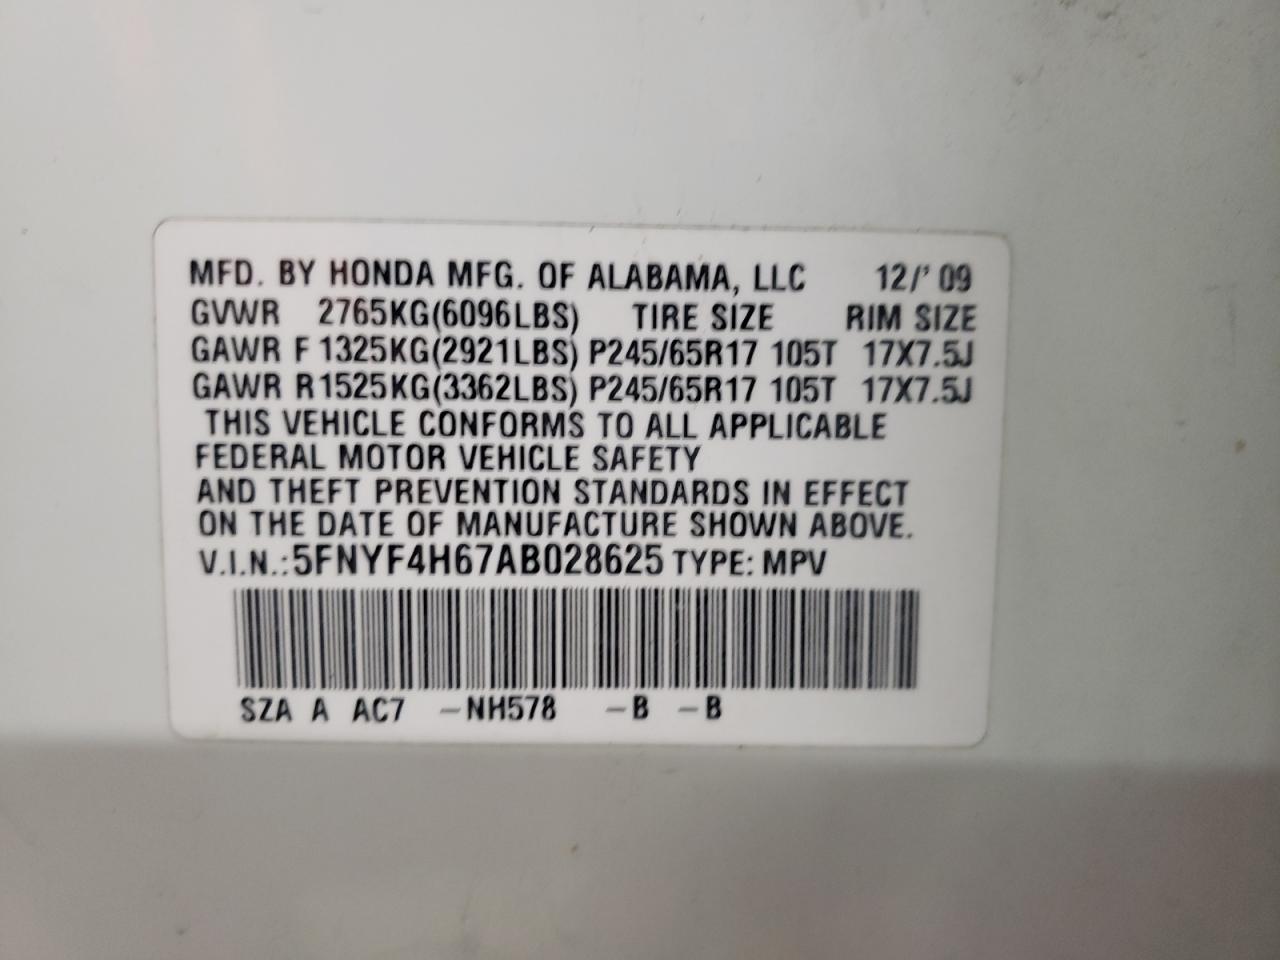 MFD. BY HONDA MFG. OF ALABAMA, LLC 12/' 09
GVWR 2765KG(6096LBS) TIRE SIZE RIM SIZE
GAWR F 1325KG(2921LBS) P245/65R17 105T 17X7.5J
GAWR R 1525KG(3362LBS) P245/65R17 105T 17X7.5J
THIS VEHICLE CONFORMS TO ALL APPLICABLE
FEDERAL MOTOR VEHICLE SAFETY
AND THEFT PREVENTION STANDARDS IN EFFECT
ON THE DATE OF MANUFACTURE SHOWN ABOVE.
V.I.N.: 5FNYF4H67AB028625 TYPE: MPV
SZA A AC7 –NH578 –B –B